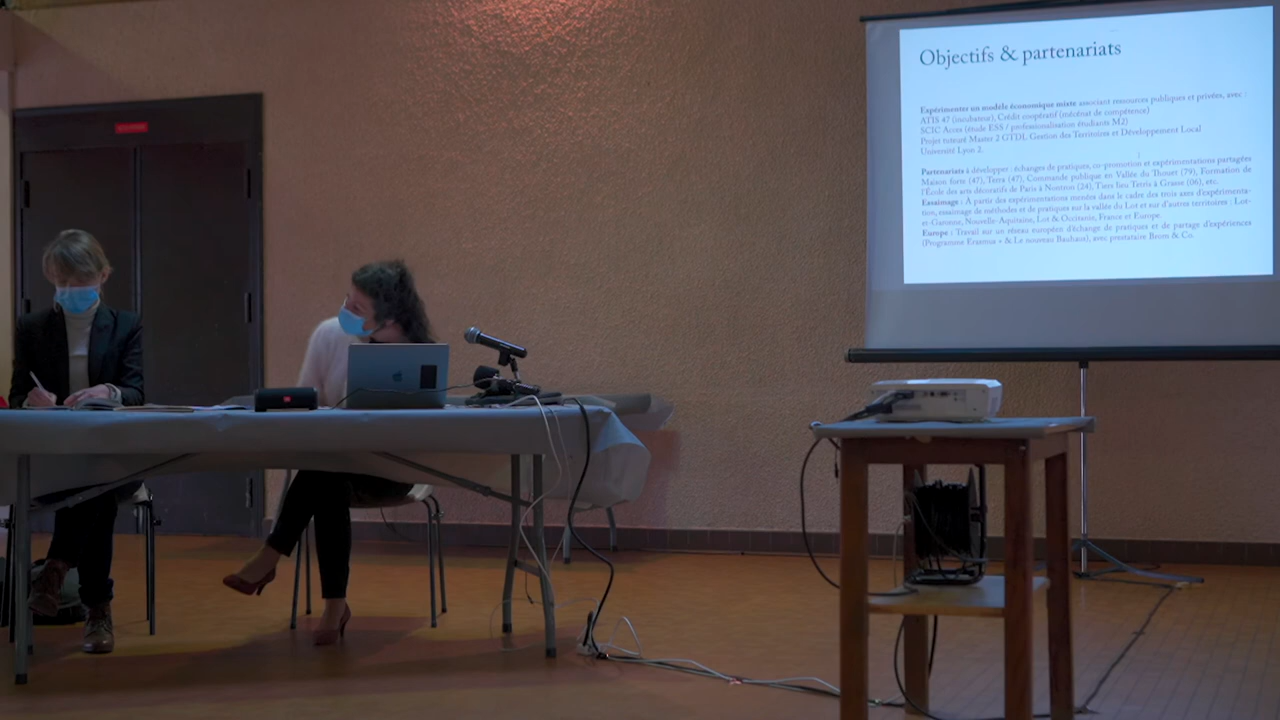 Objectifs & partenariats
Expérimenter un modèle économique mixte associant ressources publiques et privées, avec :
ATIS 47 (incubateur), Crédit coopératif (mécénat de compétence)
SCIC Accea (étude ESS / professionalisation étudiants M2)
Projet tuteuré Master 2 GTDL Gestion des Territoires et Développement Local
Université Lyon 2.
Partenariats à développer : échanges de pratiques, co-promotion et expérimentations partagées
Maison forte (47), Terra (47), Commande publique en Vallée du Thouet (79), Formation de
l'École des arts décoratifs de Paris à Nontron (24), Tiers lieu Terris à Grasse (06), etc.
Essaimage : À partir des expérimentations menées dans le cadre des trois axes d'expérimenta-
tion, essaimage de méthodes et de pratiques sur la vallée du Lot et sur d'autres territoires : Lot-
et-Garonne, Nouvelle-Aquitaine, Lot & Occitanie, France et Europe.
Europe : Travail sur un réseau européen d'échange de pratiques et de partage d'expériences
(Programme Erasmus + & Le nouveau Bauhaus), avec prestataire Brom & Co.